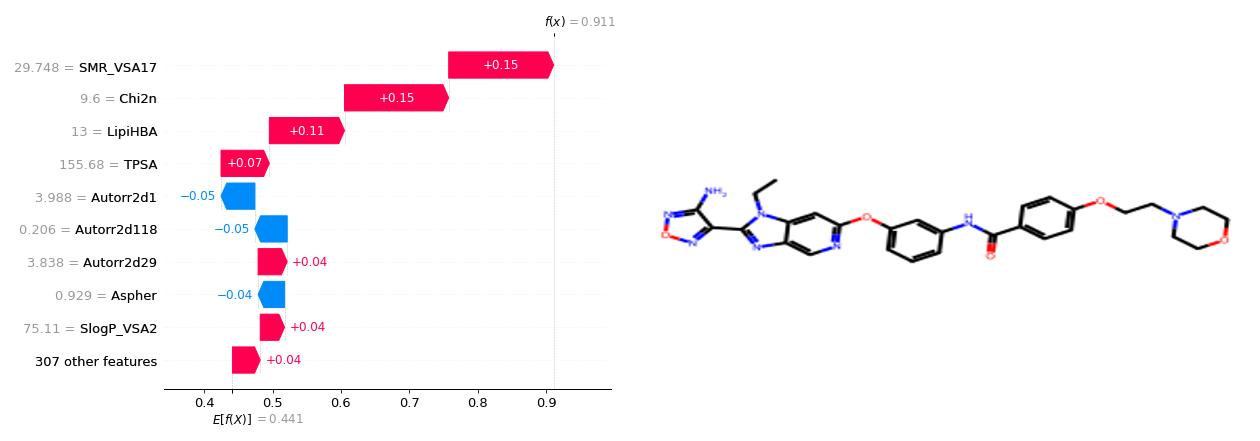 f(x) = 0.911
29.748 = SMR_VSA17
+0.15
9.6 = Chi2n
+0.15
13 = LipiHBA
+0.11
155.68 = TPSA
+0.07
3.988 = Autorr2d1
−0.05
0.206 = Autorr2d118
−0.05
3.838 = Autorr2d29
+0.04
0.929 = Aspher
−0.04
75.11 = SlogP_VSA2
+0.04
307 other features
+0.04
0.4 0.5 0.6 0.7 0.8 0.9
E[f(X)] = 0.441
NH₂
N
O
N
N
N
N
O
H
N
O
O
N
O